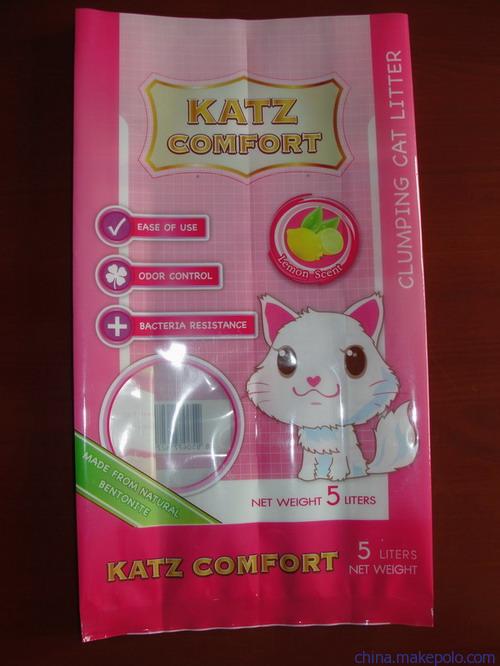 KATZ
COMFORT
CLUMPING CAT LITTER
EASE OF USE
ODOR CONTROL
BACTERIA RESISTANCE
Lemon Scent
MADE FROM NATURAL
BENTONITE
NET WEIGHT 5 LITERS
KATZ COMFORT
5 LITERS
NET WEIGHT
china.makepolo.com